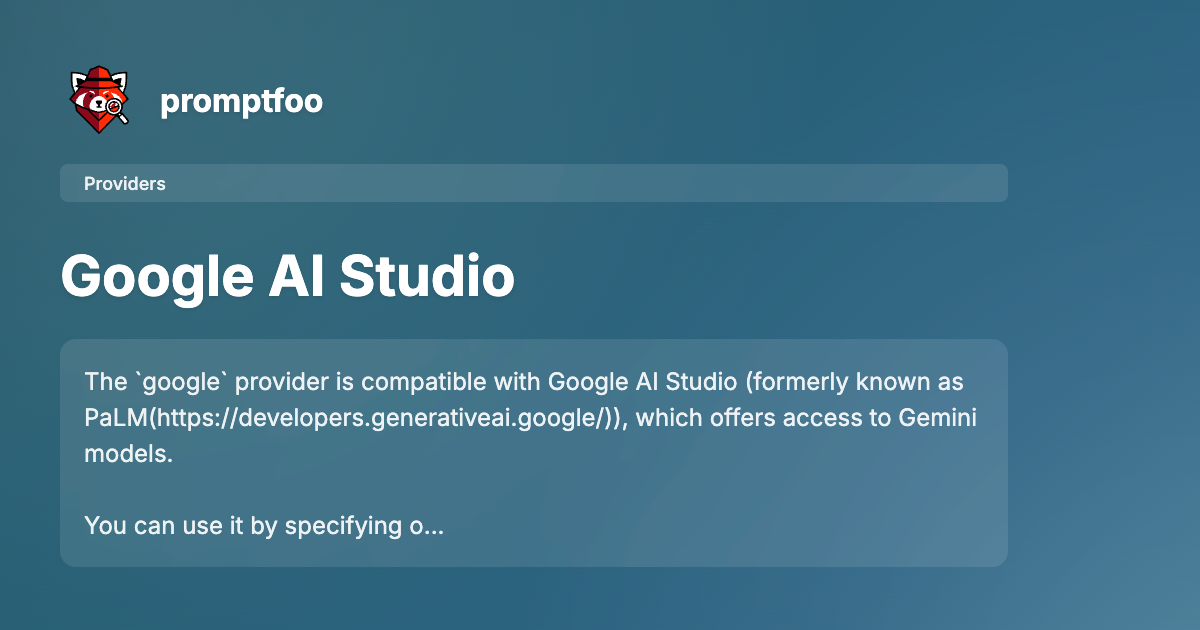 promptfoo
Providers
Google AI Studio
The `google` provider is compatible with Google AI Studio (formerly known as
PaLM(https://developers.generativeai.google/)), which offers access to Gemini
models.
You can use it by specifying o...